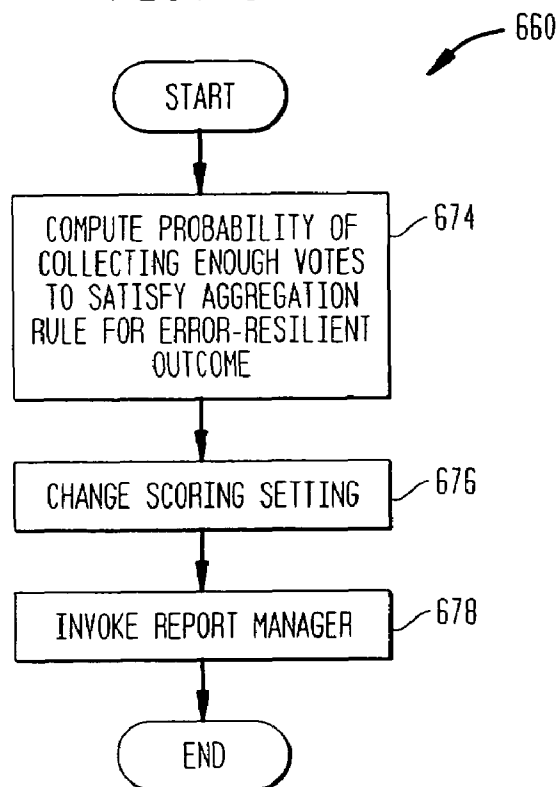 660
START
COMPUTE PROBABILITY OF
COLLECTING ENOUGH VOTES
TO SATISFY AGGREGATION
RULE FOR ERROR-RESILIENT
OUTCOME
674
CHANGE SCORING SETTING
676
INVOKE REPORT MANAGER
678
END